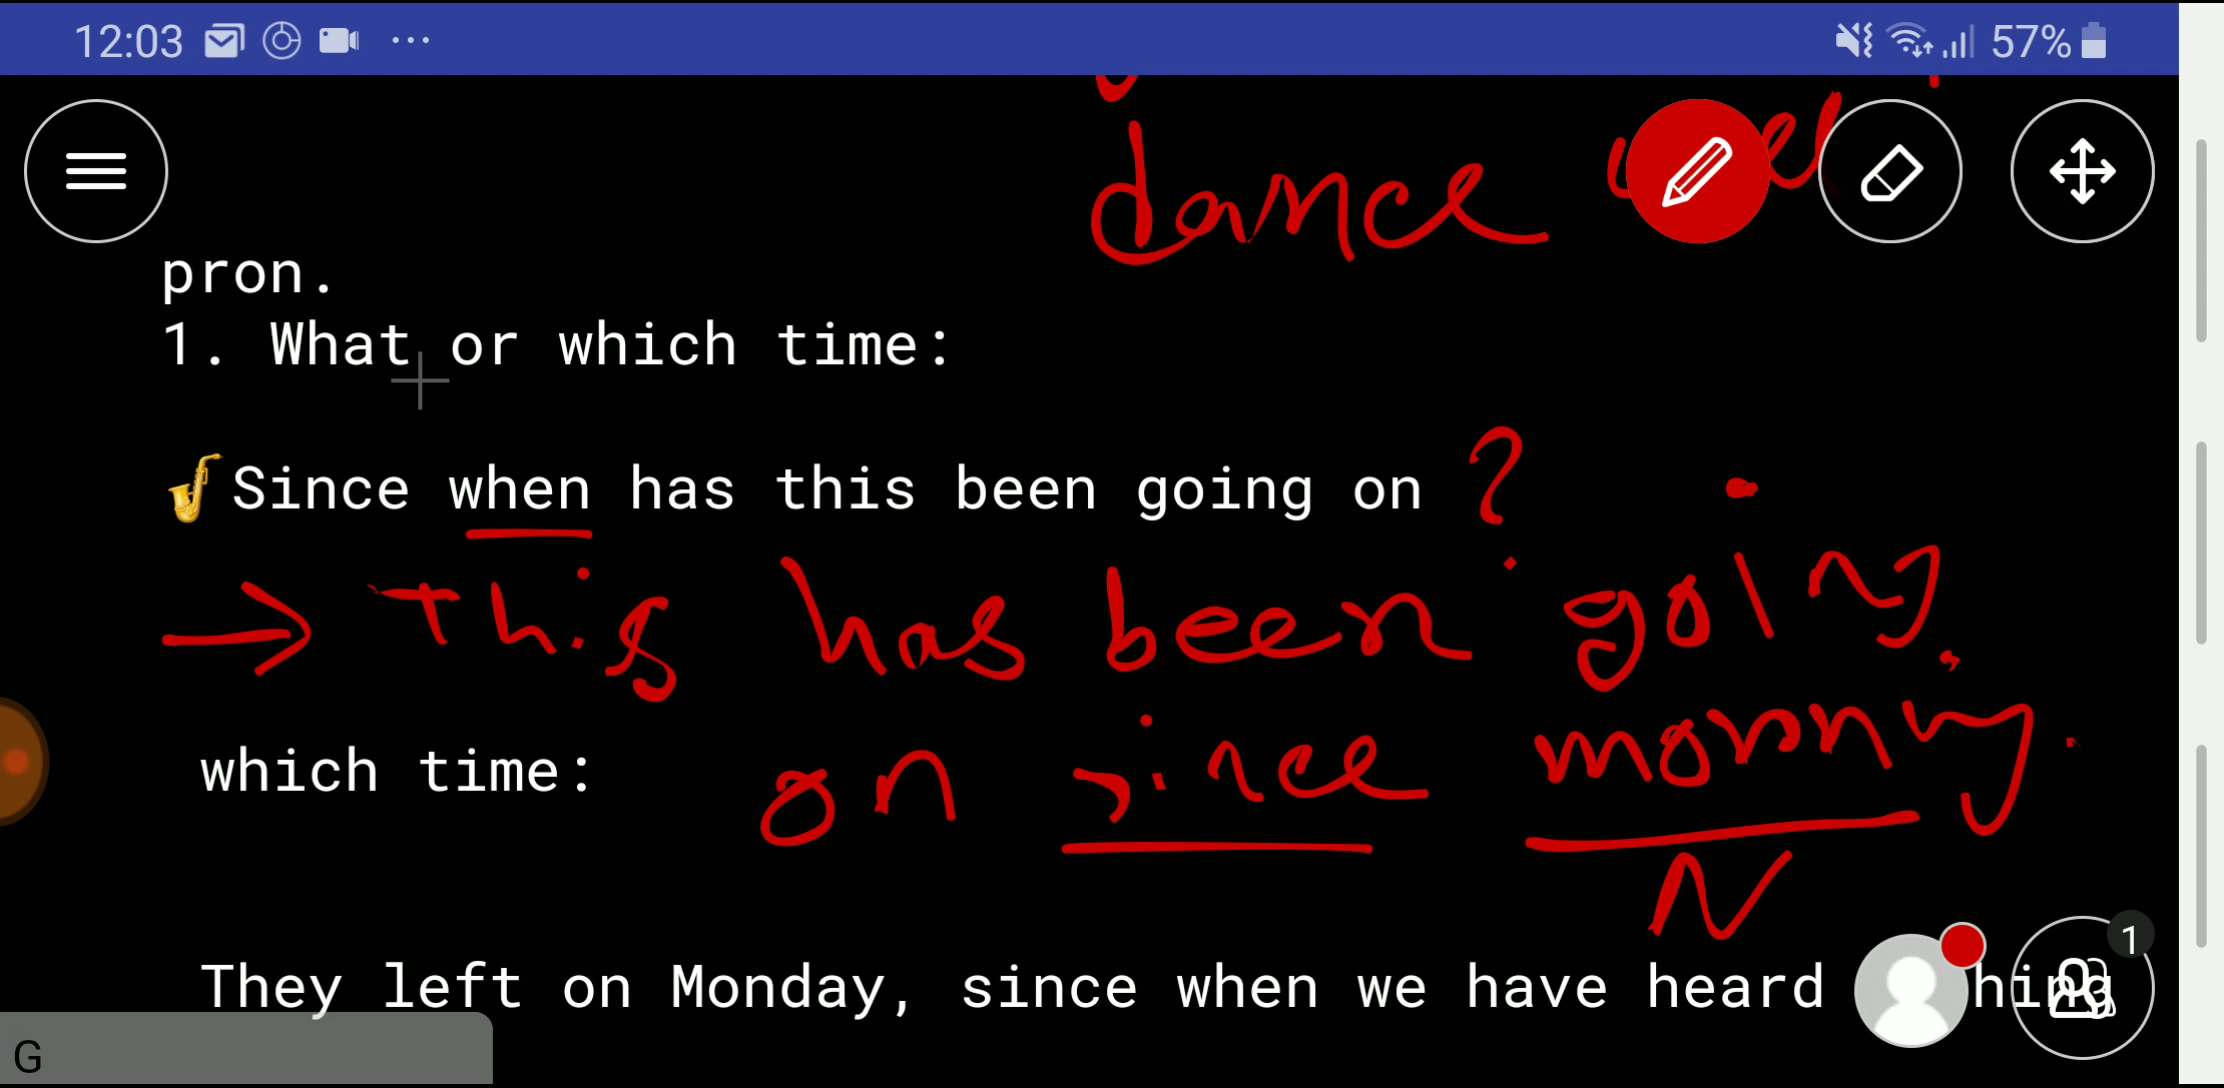 12:03 57%
dance
pron.
1. What or which time:
Since when has this been going on ?
→ This has been going
which time: on since morning.
N
1
They left on Monday, since when we have heard hing
G